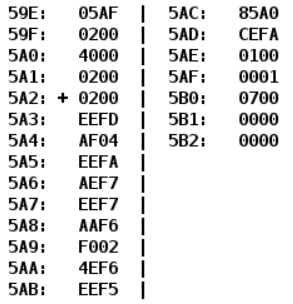 59E: 05AF | 5AC: 85A0
59F: 0200 | 5AD: CEFA
5A0: 4000 | 5AE: 0100
5A1: 0200 | 5AF: 0001
5A2: + 0200 | 5B0: 0700
5A3: EEFD | 5B1: 0000
5A4: AF04 | 5B2: 0000
5A5: EEFA |
5A6: AEF7 |
5A7: EEF7 |
5A8: AAF6 |
5A9: F002 |
5AA: 4EF6 |
5AB: EEF5 |